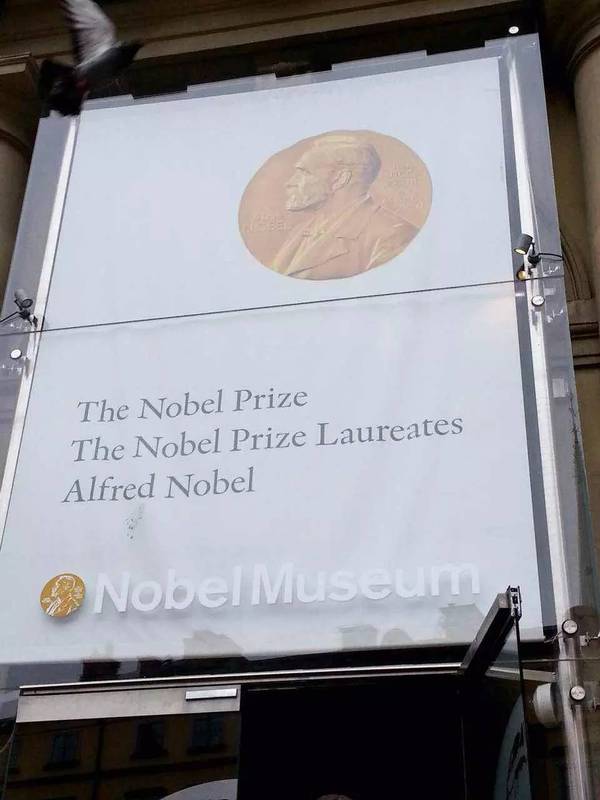 The Nobel Prize
The Nobel Prize Laureates
Alfred Nobel
Nobel Museum